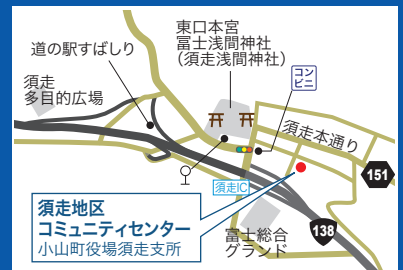 東口本宮
冨士浅間神社
(須走浅間神社)
道の駅すばしり
須走
多目的広場
コン
ビニ
須走本通り
151
須走IC
須走地区
コミュニティセンター
小山町役場須走支所
138
富士総合
グランド